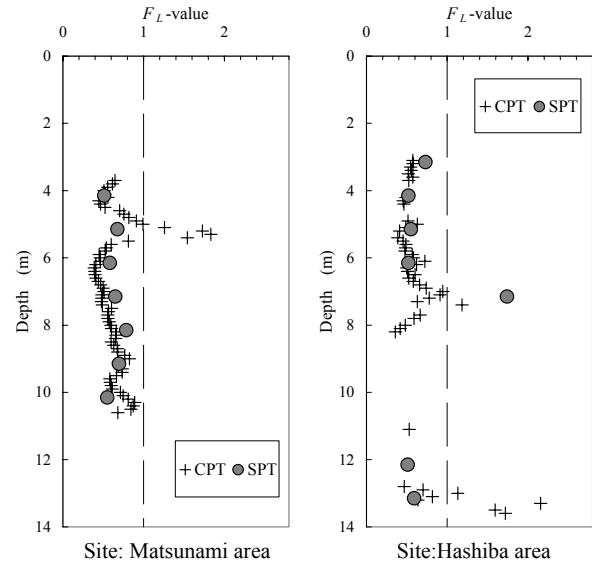 F_L-value
0 1 2
0
2
4
6
8
10
12
14
Depth (m)
CPT SPT
Site: Matsunami area
F_L-value
0 1 2
0
2
4
6
8
10
12
14
Depth (m)
CPT SPT
Site:Hashiba area